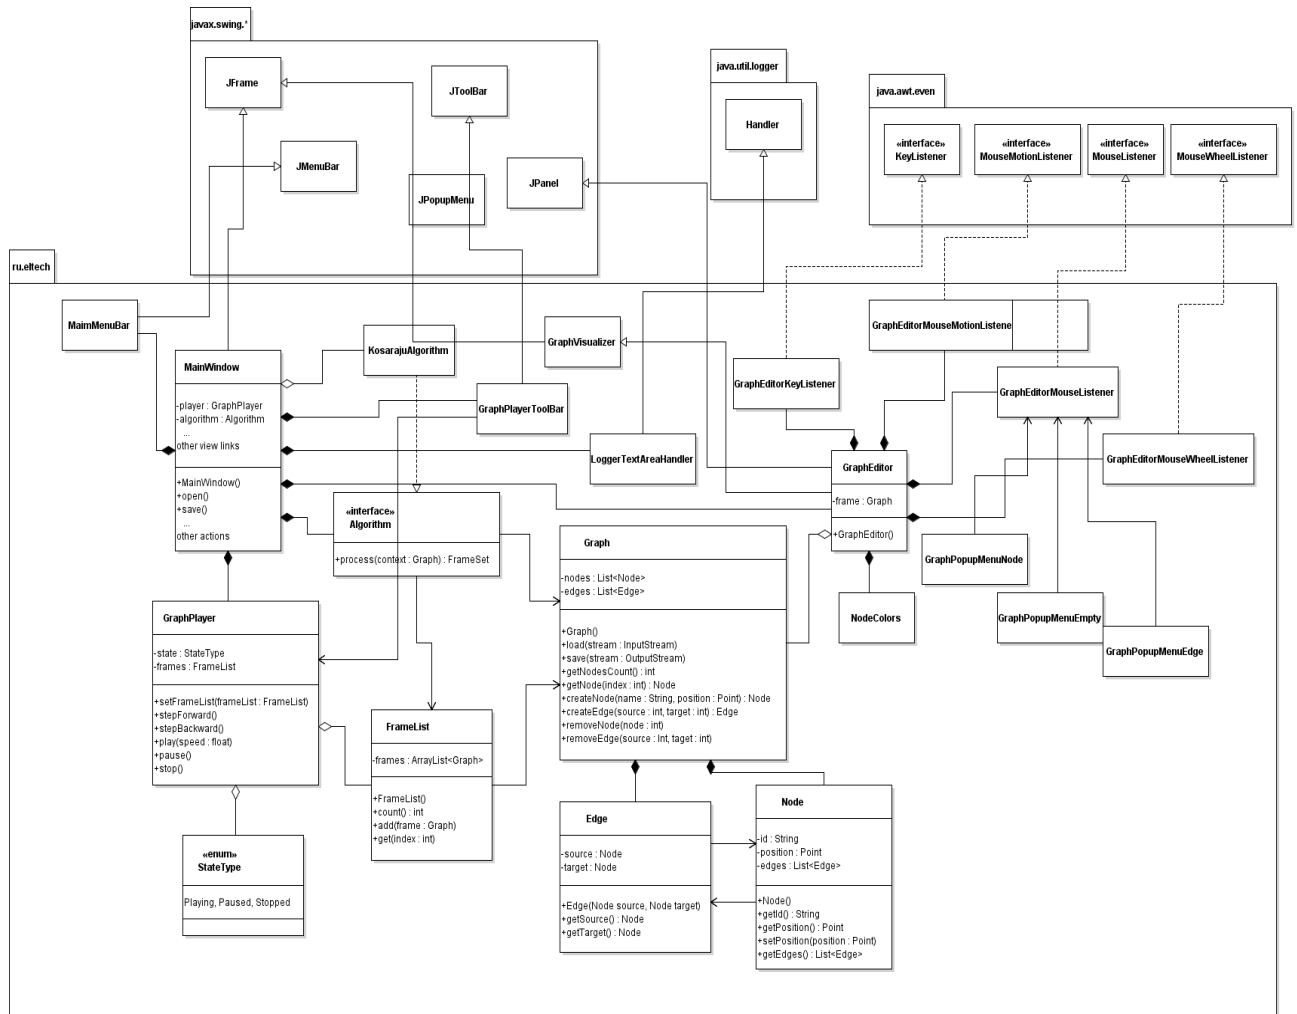 javax.swing.*
JFrame
JToolBar
JMenuBar
JPopupMenu
JPanel
java.util.logger
Handler
java.awt.even
«interface»
KeyListener
«interface»
MouseMotionListener
«interface»
MouseListener
«interface»
MouseWheelListener
ru.eltech
MaimMenuBar
MainWindow
-player : GraphPlayer
-algorithm : Algorithm
...
other view links
+MainWindow()
+open()
+save()
...
other actions
KosarajuAlgorithm
GraphVisualizer
GraphPlayerToolBar
LoggerTextAreaHandler
GraphEditorKeyListener
GraphEditorMouseMotionListene
GraphEditorMouseListener
GraphEditorMouseWheelListener
GraphEditor
-frame : Graph
+GraphEditor()
GraphPopupMenuNode
GraphPopupMenuEmpty
GraphPopupMenuEdge
NodeColors
«interface»
Algorithm
+process(context : Graph) : FrameSet
Graph
-nodes : List<Node>
-edges : List<Edge>
+Graph()
+load(stream : InputStream)
+save(stream : OutputStream)
+getNodesCount() : int
+getNode(index : int) : Node
+createNode(name : String, position : Point) : Node
+createEdge(source : int, target : int) : Edge
+removeNode(node : int)
+removeEdge(source : Int, taget : int)
GraphPlayer
-state : StateType
-frames : FrameList
+setFrameList(frameList : FrameList)
+stepForward()
+stepBackward()
+play(speed : float)
+pause()
+stop()
FrameList
-frames : ArrayList<Graph>
+FrameList()
+count() : int
+add(frame : Graph)
+get(index : int)
«enum»
StateType
Playing, Paused, Stopped
Edge
-source : Node
-target : Node
+Edge(Node source, Node target)
+getSource() : Node
+getTarget() : Node
Node
-id : String
-position : Point
-edges : List<Edge>
+Node()
+getId() : String
+getPosition() : Point
+setPosition(position : Point)
+getEdges() : List<Edge>